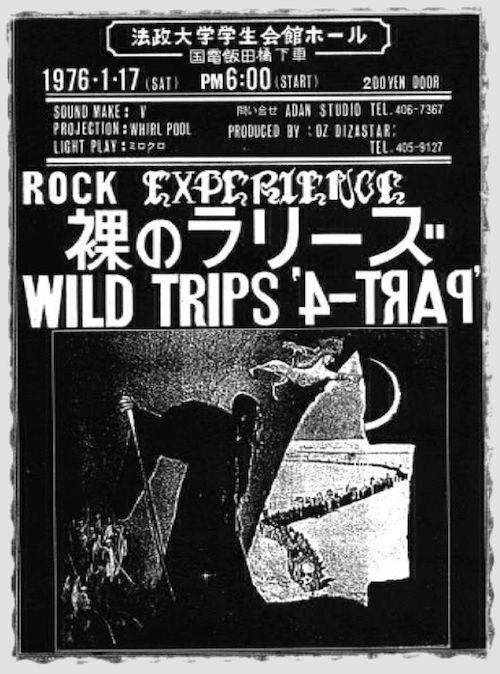 法政大学学生会館ホール
国電飯田橋下車
1976・1・17 (SAT) PM6:00 (START) 200YEN DOOR
SOUND MAKE: Y
PROJECTION: WHIRL POOL
LIGHT PLAY: ミロクロ
問い合せ ADAN STUDIO TEL. 406-7367
PRODUCED BY :OZ DIZASTAR:
TEL. 405-9127
ROCK EXPERIENCE
裸のラリーズ
WILD TRIPS '4-TRAP'